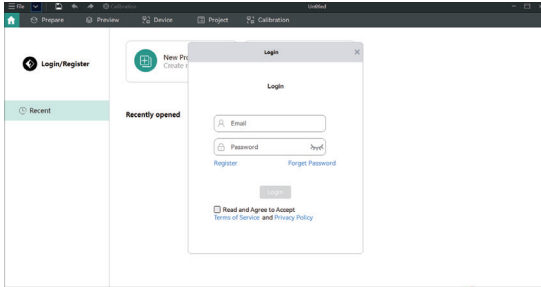 File Calibration Untitled
Prepare Preview Device Project Calibration
Login/Register
New Pro
Create n
Recent
Recently opened
Login
Login
Email
Password
Register Forget Password
Login
Read and Agree to Accept
Terms of Service and Privacy Policy